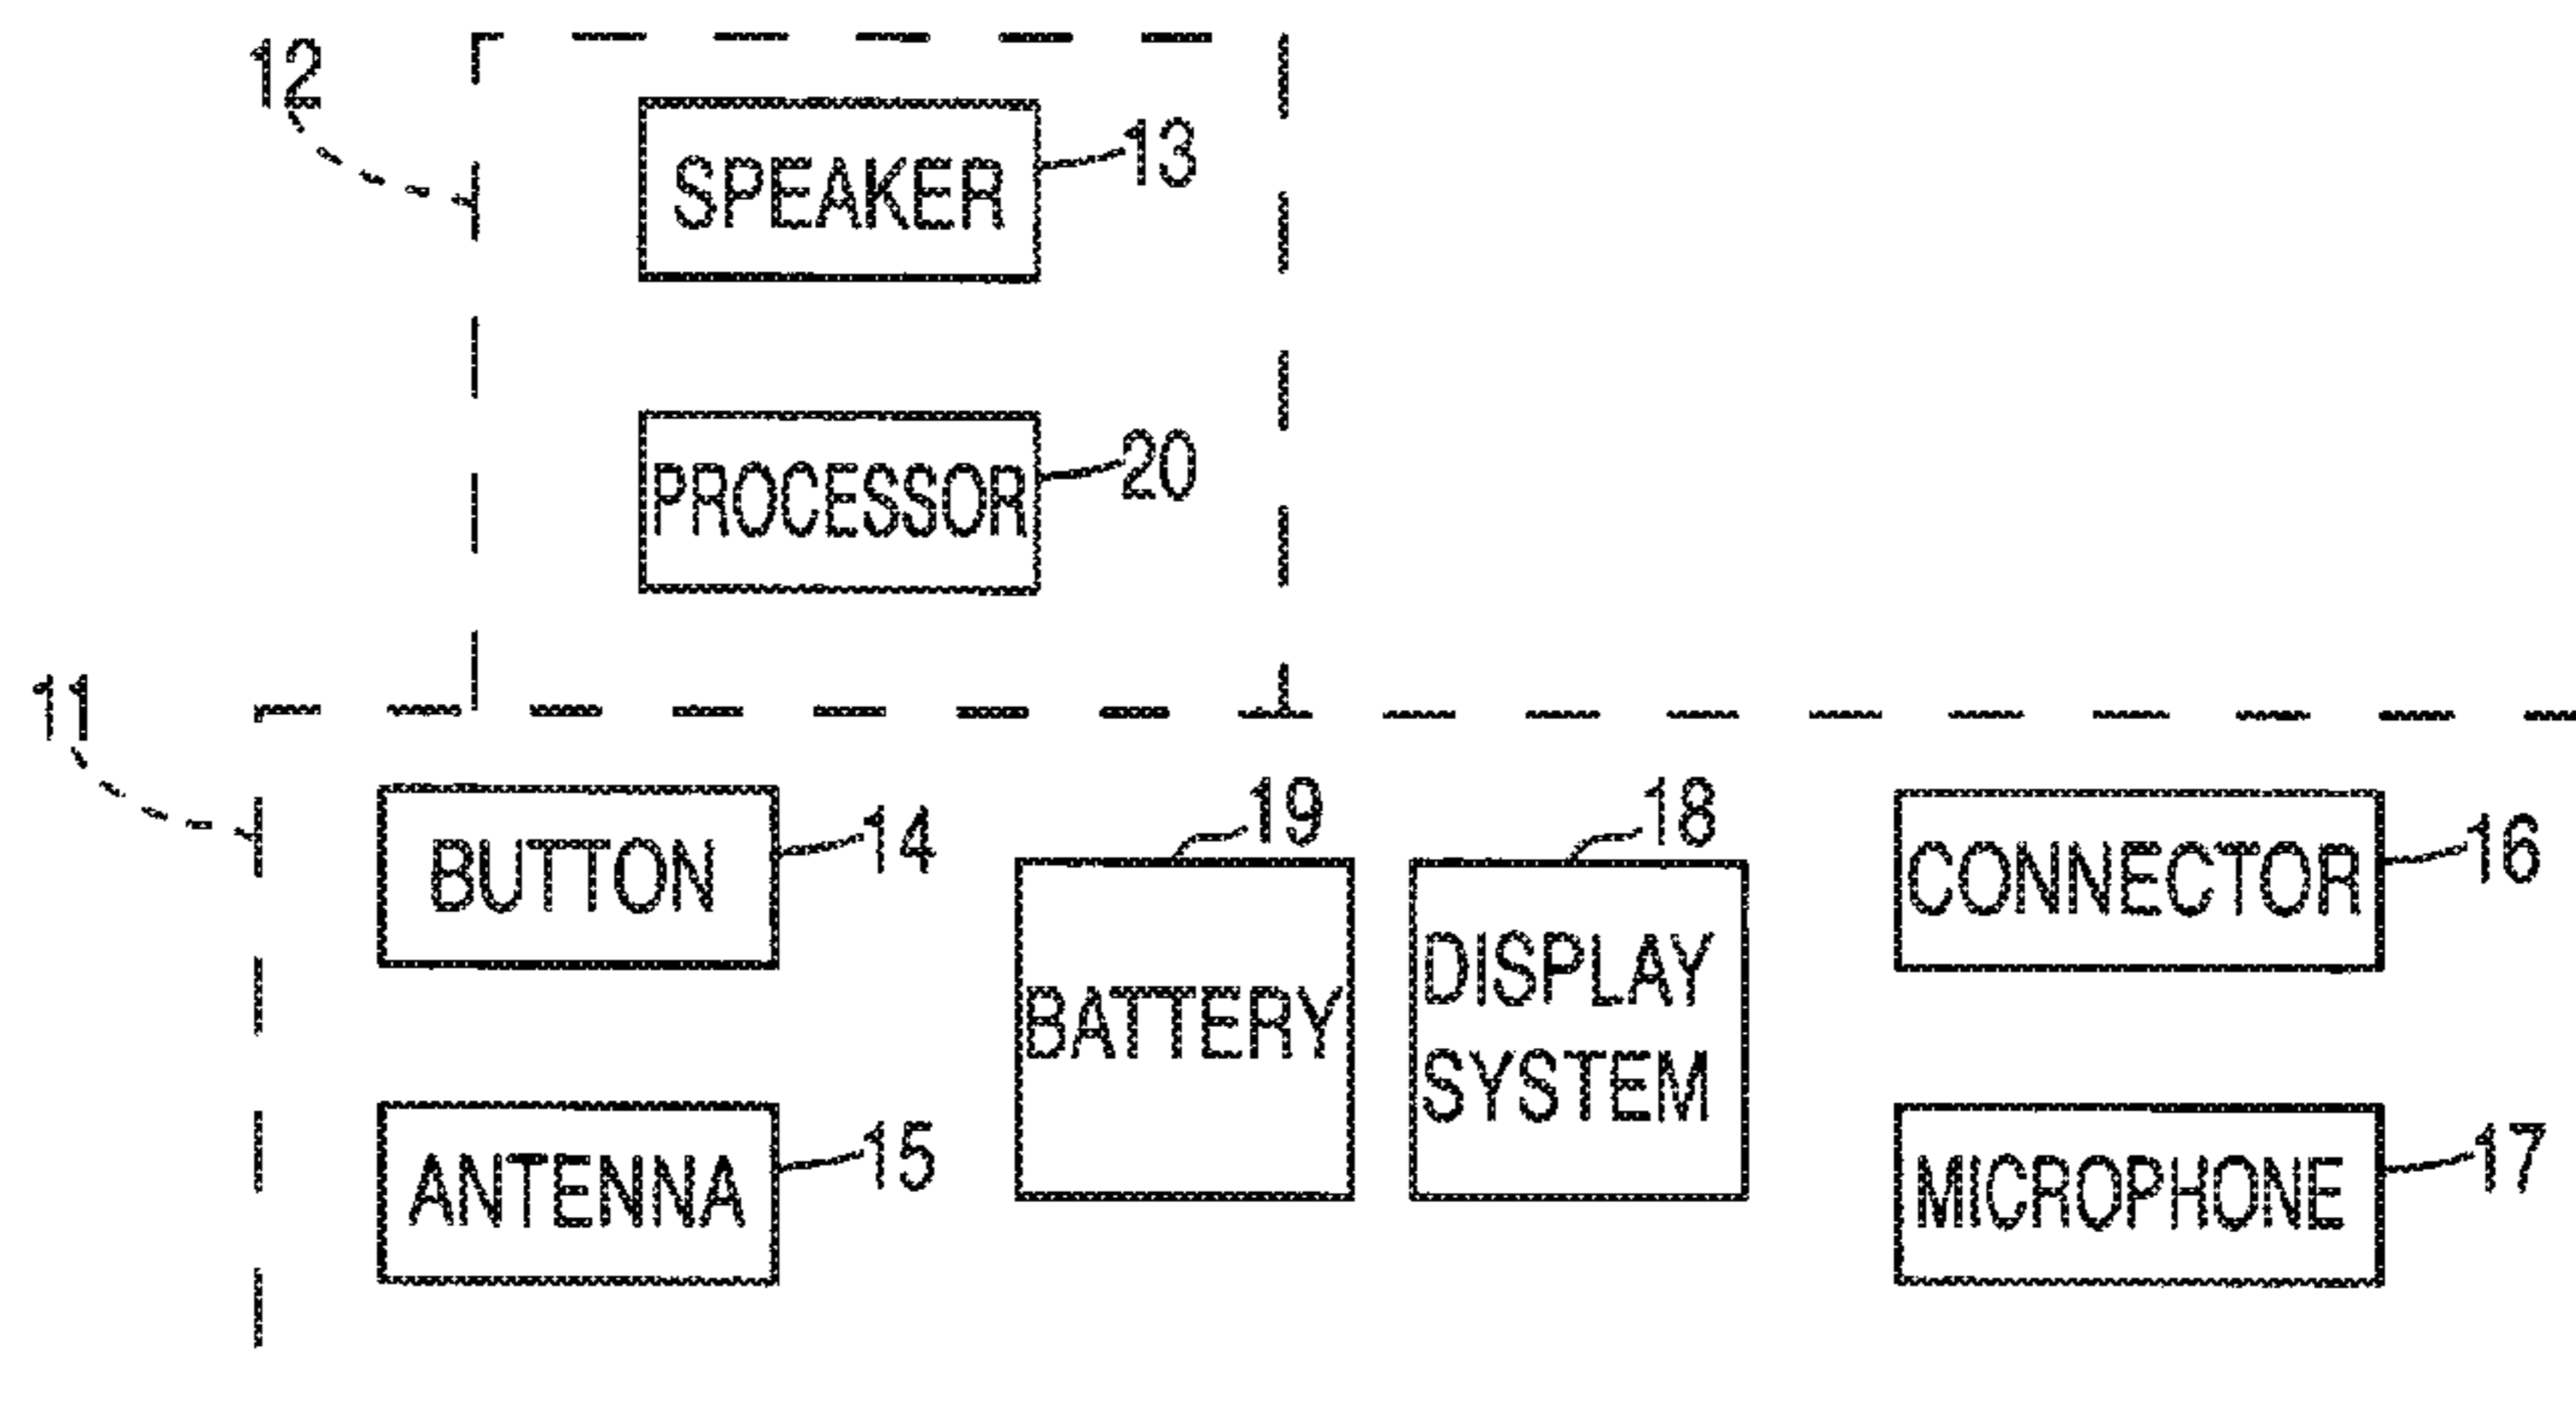 12
SPEAKER
13
PROCESSOR
20
11
BUTTON
14
19
BATTERY
18
DISPLAY
SYSTEM
CONNECTOR
16
ANTENNA
15
MICROPHONE
17